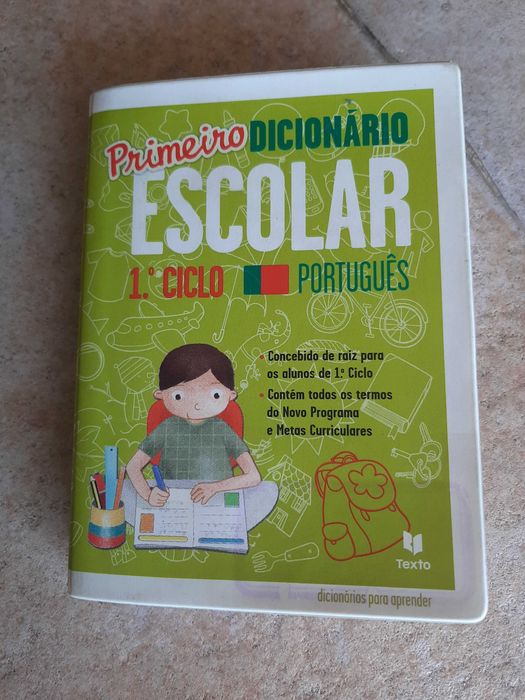 Primeiro DICIONÁRIO
ESCOLAR
1.º CICLO PORTUGUÊS
• Concebido de raiz para
os alunos de 1.º Ciclo
• Contém todos os termos
do Novo Programa
e Metas Curriculares
Texto
dicionários para aprender